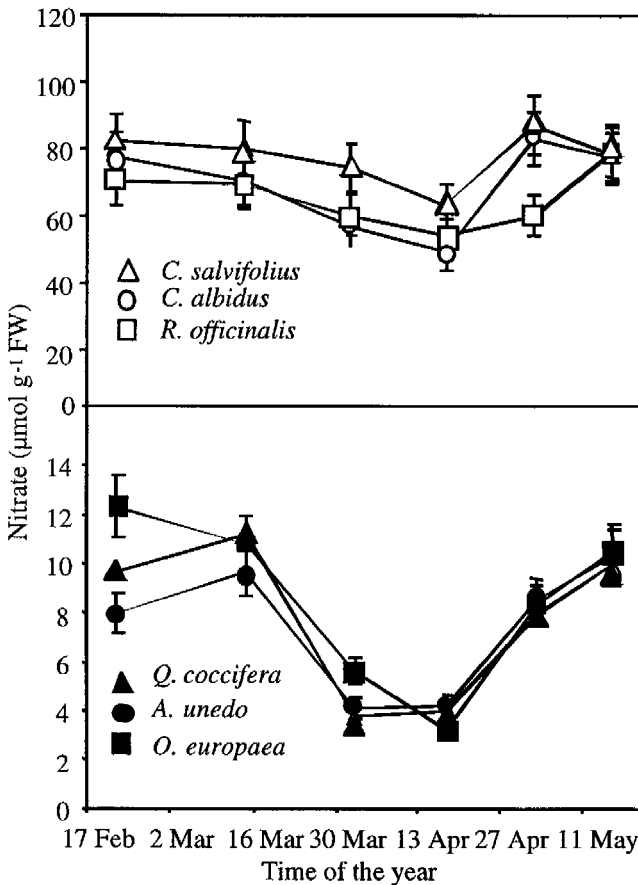 120
100
80
60
40
20
0
C. salvifolius
C. albidus
R. officinalis
Nitrate (µmol g⁻¹ FW)
14
12
10
8
6
4
2
0
Q. coccifera
A. unedo
O. europaea
17 Feb 2 Mar 16 Mar 30 Mar 13 Apr 27 Apr 11 May
Time of the year